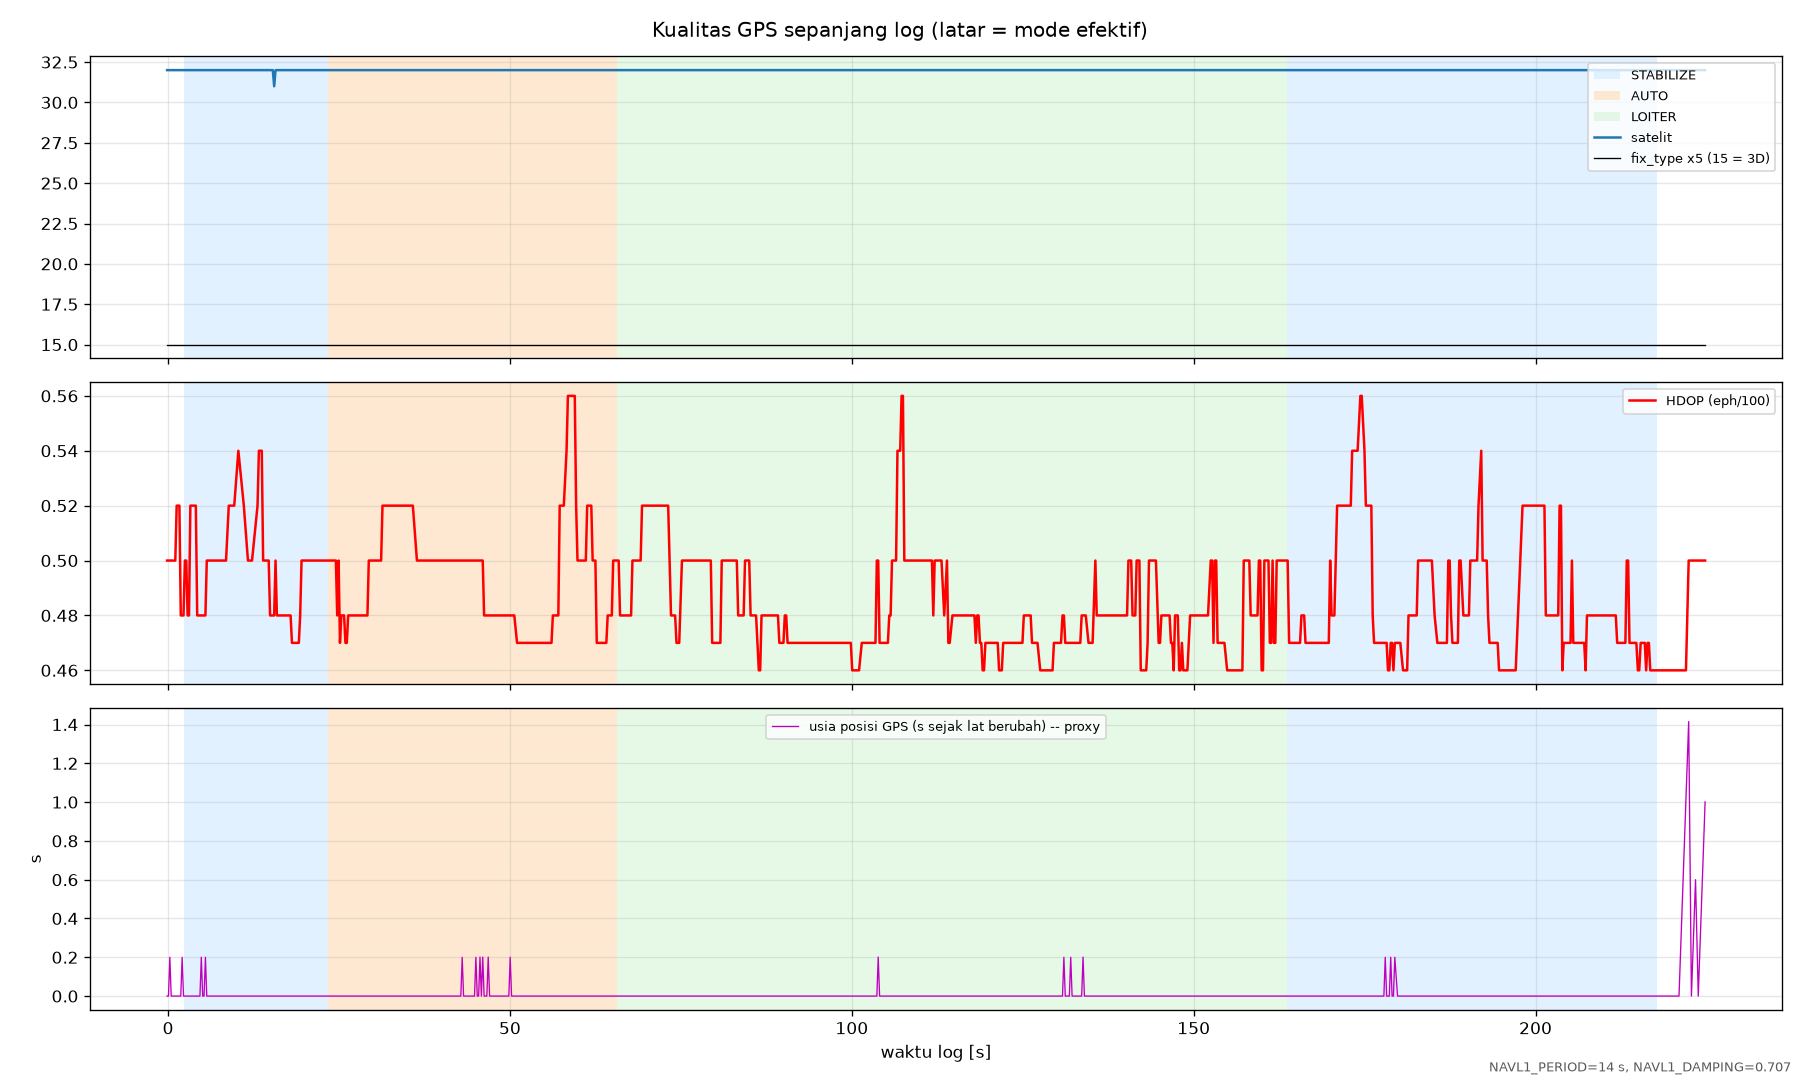 Kualitas GPS sepanjang log (latar = mode efektif)
32.5
30.0
27.5
25.0
22.5
20.0
17.5
15.0
STABILIZE
AUTO
LOITER
satelit
fix_type x5 (15 = 3D)
0.56
0.54
0.52
0.50
0.48
0.46
HDOP (eph/100)
1.4
1.2
1.0
0.8
0.6
0.4
0.2
0.0
s
usia posisi GPS (s sejak lat berubah) -- proxy
0
50
100
150
200
waktu log [s]
NAVL1_PERIOD=14 s, NAVL1_DAMPING=0.707